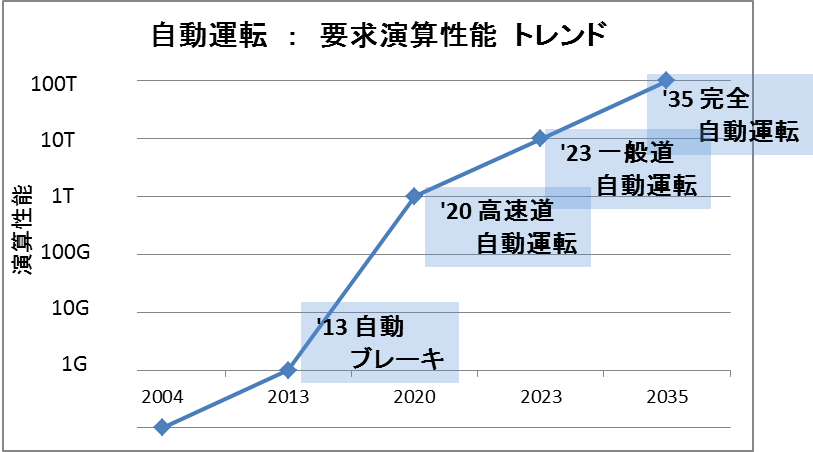 自動運転 ： 要求演算性能 トレンド
演算性能
100T
10T
1T
100G
10G
1G
'35 完全
自動運転
'23 一般道
自動運転
'20 高速道
自動運転
'13 自動
ブレーキ
2004 2013 2020 2023 2035